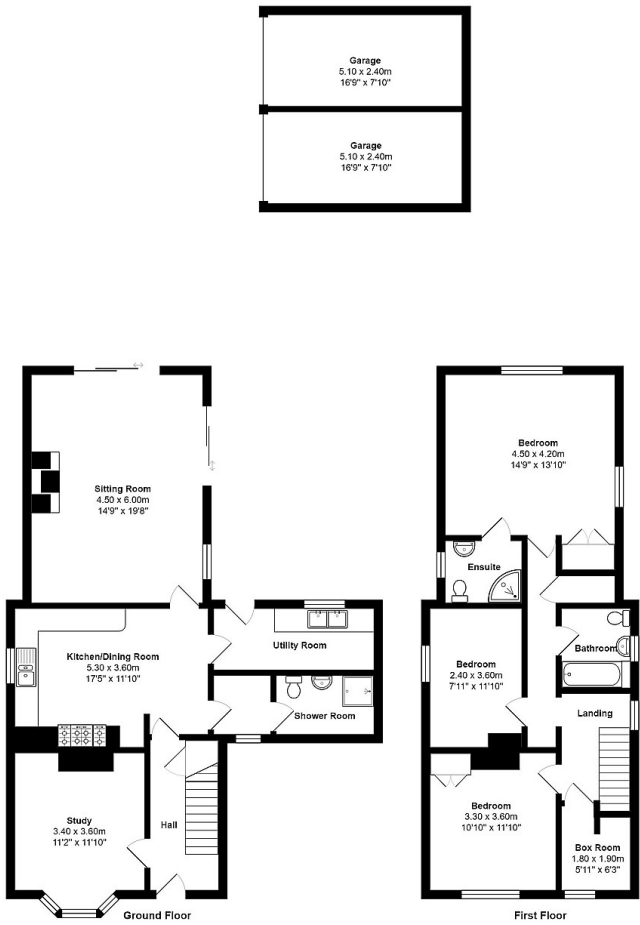 Garage
5.10 x 2.40m
16'9" x 7'10"
Garage
5.10 x 2.40m
16'9" x 7'10"
Sitting Room
4.50 x 6.00m
14'9" x 19'8"
Kitchen/Dining Room
5.30 x 3.60m
17'5" x 11'10"
Utility Room
Shower Room
Study
3.40 x 3.60m
11'2" x 11'10"
Hall
Ground Floor
Bedroom
4.50 x 4.20m
14'9" x 13'10"
Ensuite
Bathroom
Bedroom
2.40 x 3.60m
7'11" x 11'10"
Landing
Bedroom
3.30 x 3.60m
10'10" x 11'10"
Box Room
1.80 x 1.90m
5'11" x 6'3"
First Floor